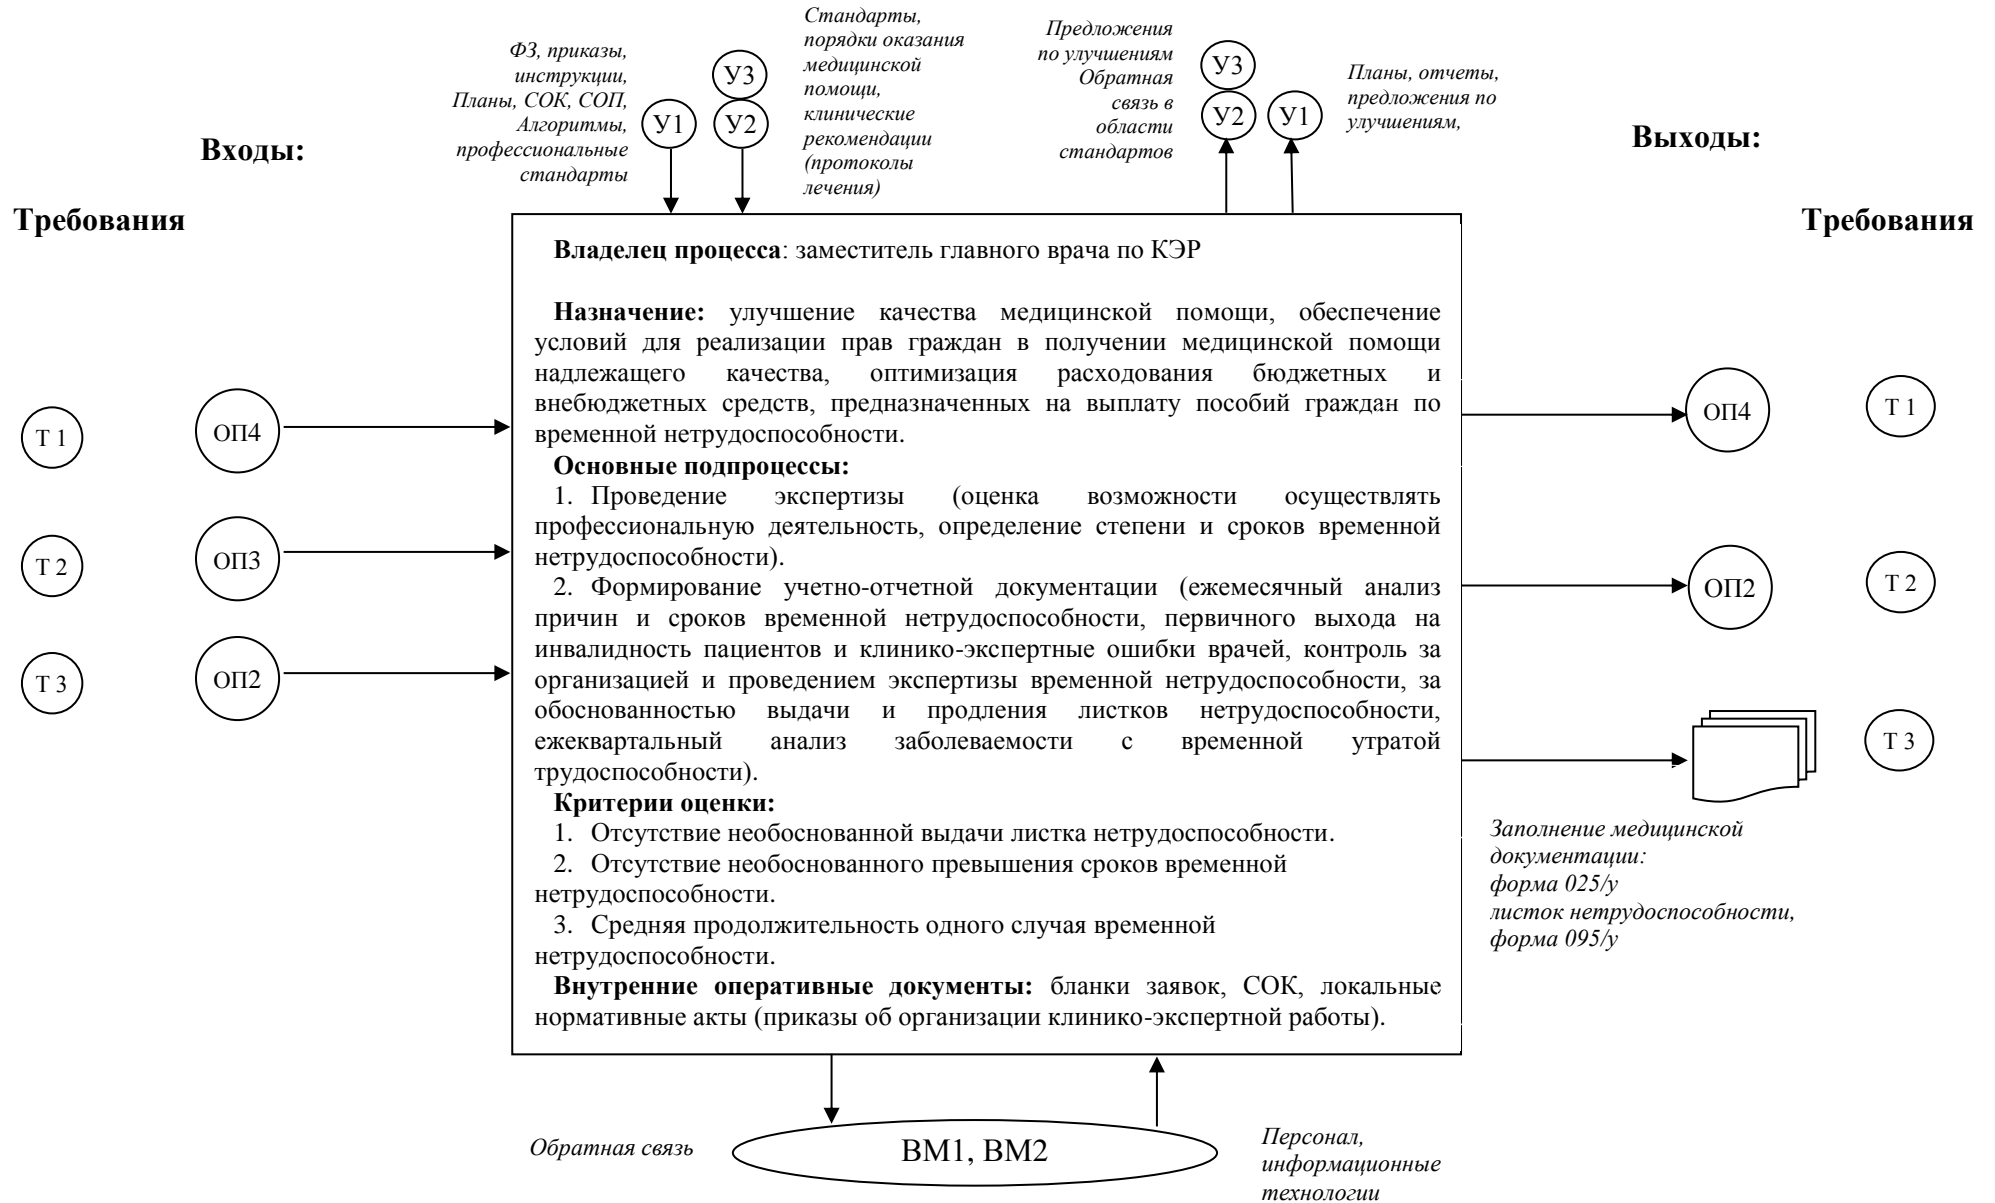 ФЗ, приказы,
инструкции,
Планы, СОК, СОП,
Алгоритмы,
профессиональные
стандарты
У1
У3
У2
Стандарты,
порядки оказания
медицинской
помощи,
клинические
рекомендации
(протоколы
лечения)
Предложения
по улучшениям
Обратная
связь в
области
стандартов
У3
У2
У1
Планы, отчеты,
предложения по
улучшениям,
Входы:
Выходы:
Требования
Требования
Т 1
ОП4
Т 2
ОП3
Т 3
ОП2
Владелец процесса: заместитель главного врача по КЭР
Назначение: улучшение качества медицинской помощи, обеспечение
условий для реализации прав граждан в получении медицинской помощи
надлежащего качества, оптимизация расходования бюджетных и
внебюджетных средств, предназначенных на выплату пособий граждан по
временной нетрудоспособности.
Основные подпроцессы:
1. Проведение экспертизы (оценка возможности осуществлять
профессиональную деятельность, определение степени и сроков временной
нетрудоспособности).
2. Формирование учетно-отчетной документации (ежемесячный анализ
причин и сроков временной нетрудоспособности, первичного выхода на
инвалидность пациентов и клинико-экспертные ошибки врачей, контроль за
организацией и проведением экспертизы временной нетрудоспособности, за
обоснованностью выдачи и продления листков нетрудоспособности,
ежеквартальный анализ заболеваемости с временной утратой
трудоспособности).
Критерии оценки:
1. Отсутствие необоснованной выдачи листка нетрудоспособности.
2. Отсутствие необоснованного превышения сроков временной
нетрудоспособности.
3. Средняя продолжительность одного случая временной
нетрудоспособности.
Внутренние оперативные документы: бланки заявок, СОК, локальные
нормативные акты (приказы об организации клинико-экспертной работы).
ОП4
Т 1
ОП2
Т 2
Т 3
Заполнение медицинской
документации:
форма 025/у
листок нетрудоспособности,
форма 095/у
Обратная связь
ВМ1, ВМ2
Персонал,
информационные
технологии